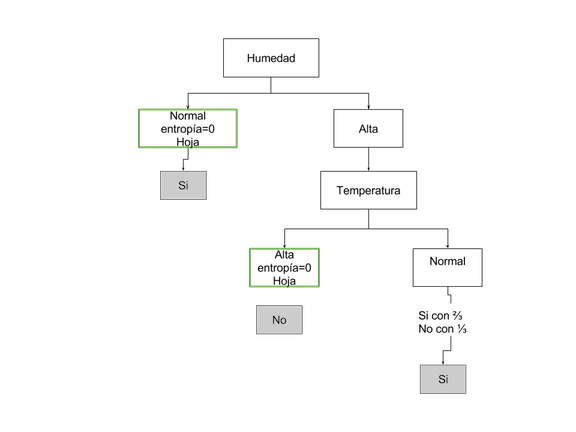 Humedad
Normal
entropía=0
Hoja
Alta
Si
Temperatura
Alta
entropía=0
Hoja
Normal
No
Si con ⅔
No con ⅓
Si